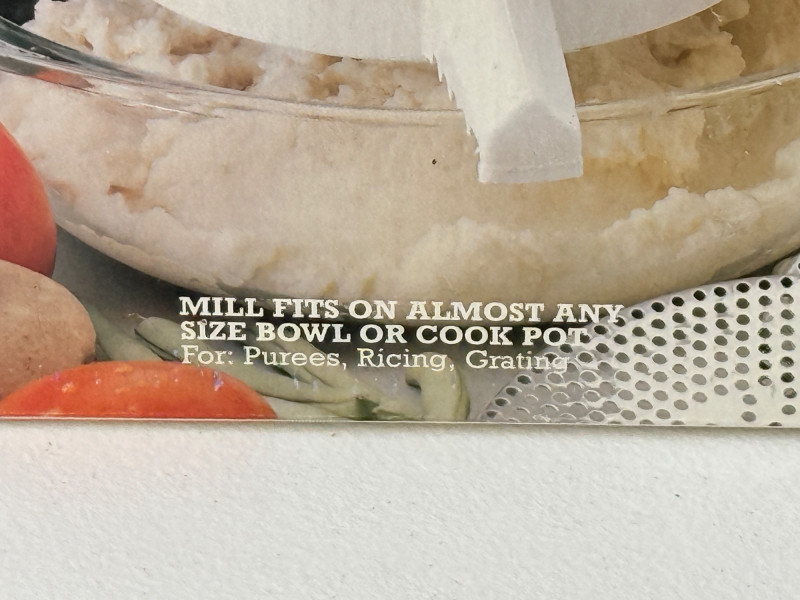 MILL FITS ON ALMOST ANY
SIZE BOWL OR COOK POT
For: Purees, Ricing, Grating